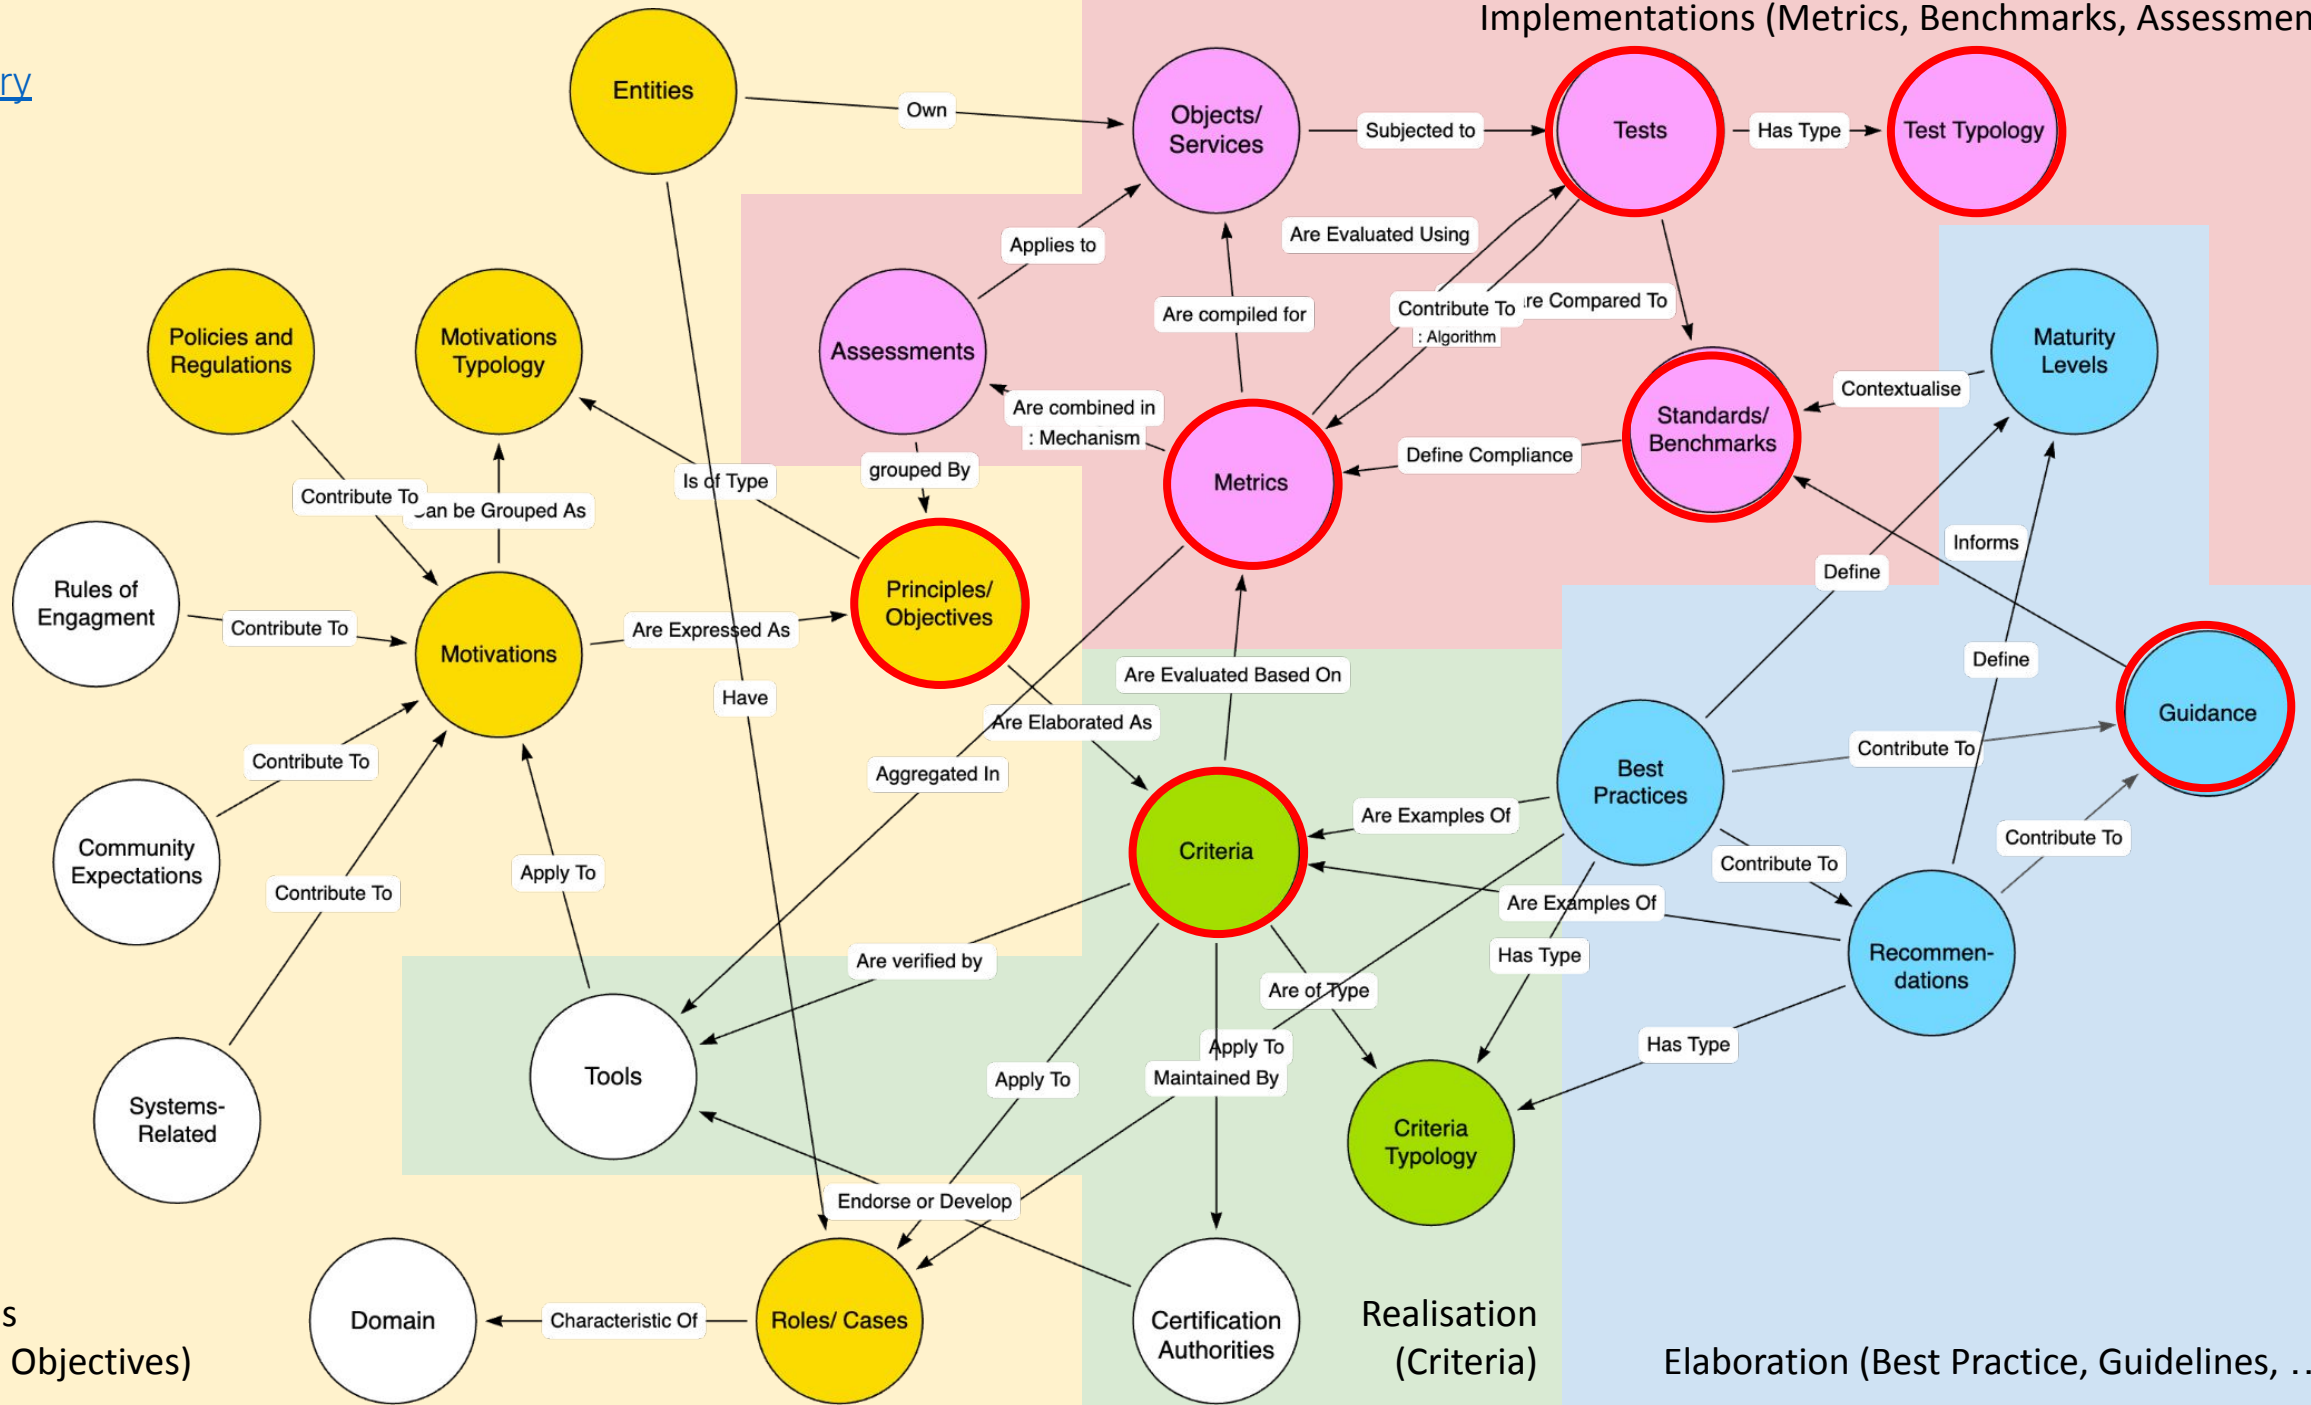 Implementations (Metrics, Benchmarks, Assessmen
ry
Entities
Own
Objects/
Services
Subjected to
Tests
Has Type
Test Typology
Applies to
Are Evaluated Using
Policies and
Regulations
Motivations
Typology
Assessments
Are compiled for
Contribute To
: Algorithm
re Compared To
Maturity
Levels
Contextualise
Are combined in
: Mechanism
Standards/
Benchmarks
Define Compliance
grouped By
Is of Type
Metrics
Contribute To
an be Grouped As
Informs
Define
Rules of
Engagment
Contribute To
Motivations
Are Expressed As
Principles/
Objectives
Are Evaluated Based On
Define
Have
Are Elaborated As
Guidance
Contribute To
Contribute To
Aggregated In
Best
Practices
Community
Expectations
Are Examples Of
Contribute To
Contribute To
Criteria
Apply To
Contribute To
Are Examples Of
Are verified by
Has Type
Recommen-
dations
Are of Type
Apply To
Has Type
Tools
Apply To
Maintained By
Systems-
Related
Criteria
Typology
Endorse or Develop
Domain
Characteristic Of
Roles/ Cases
Certification
Authorities
s
Objectives)
Realisation
(Criteria)
Elaboration (Best Practice, Guidelines, ..